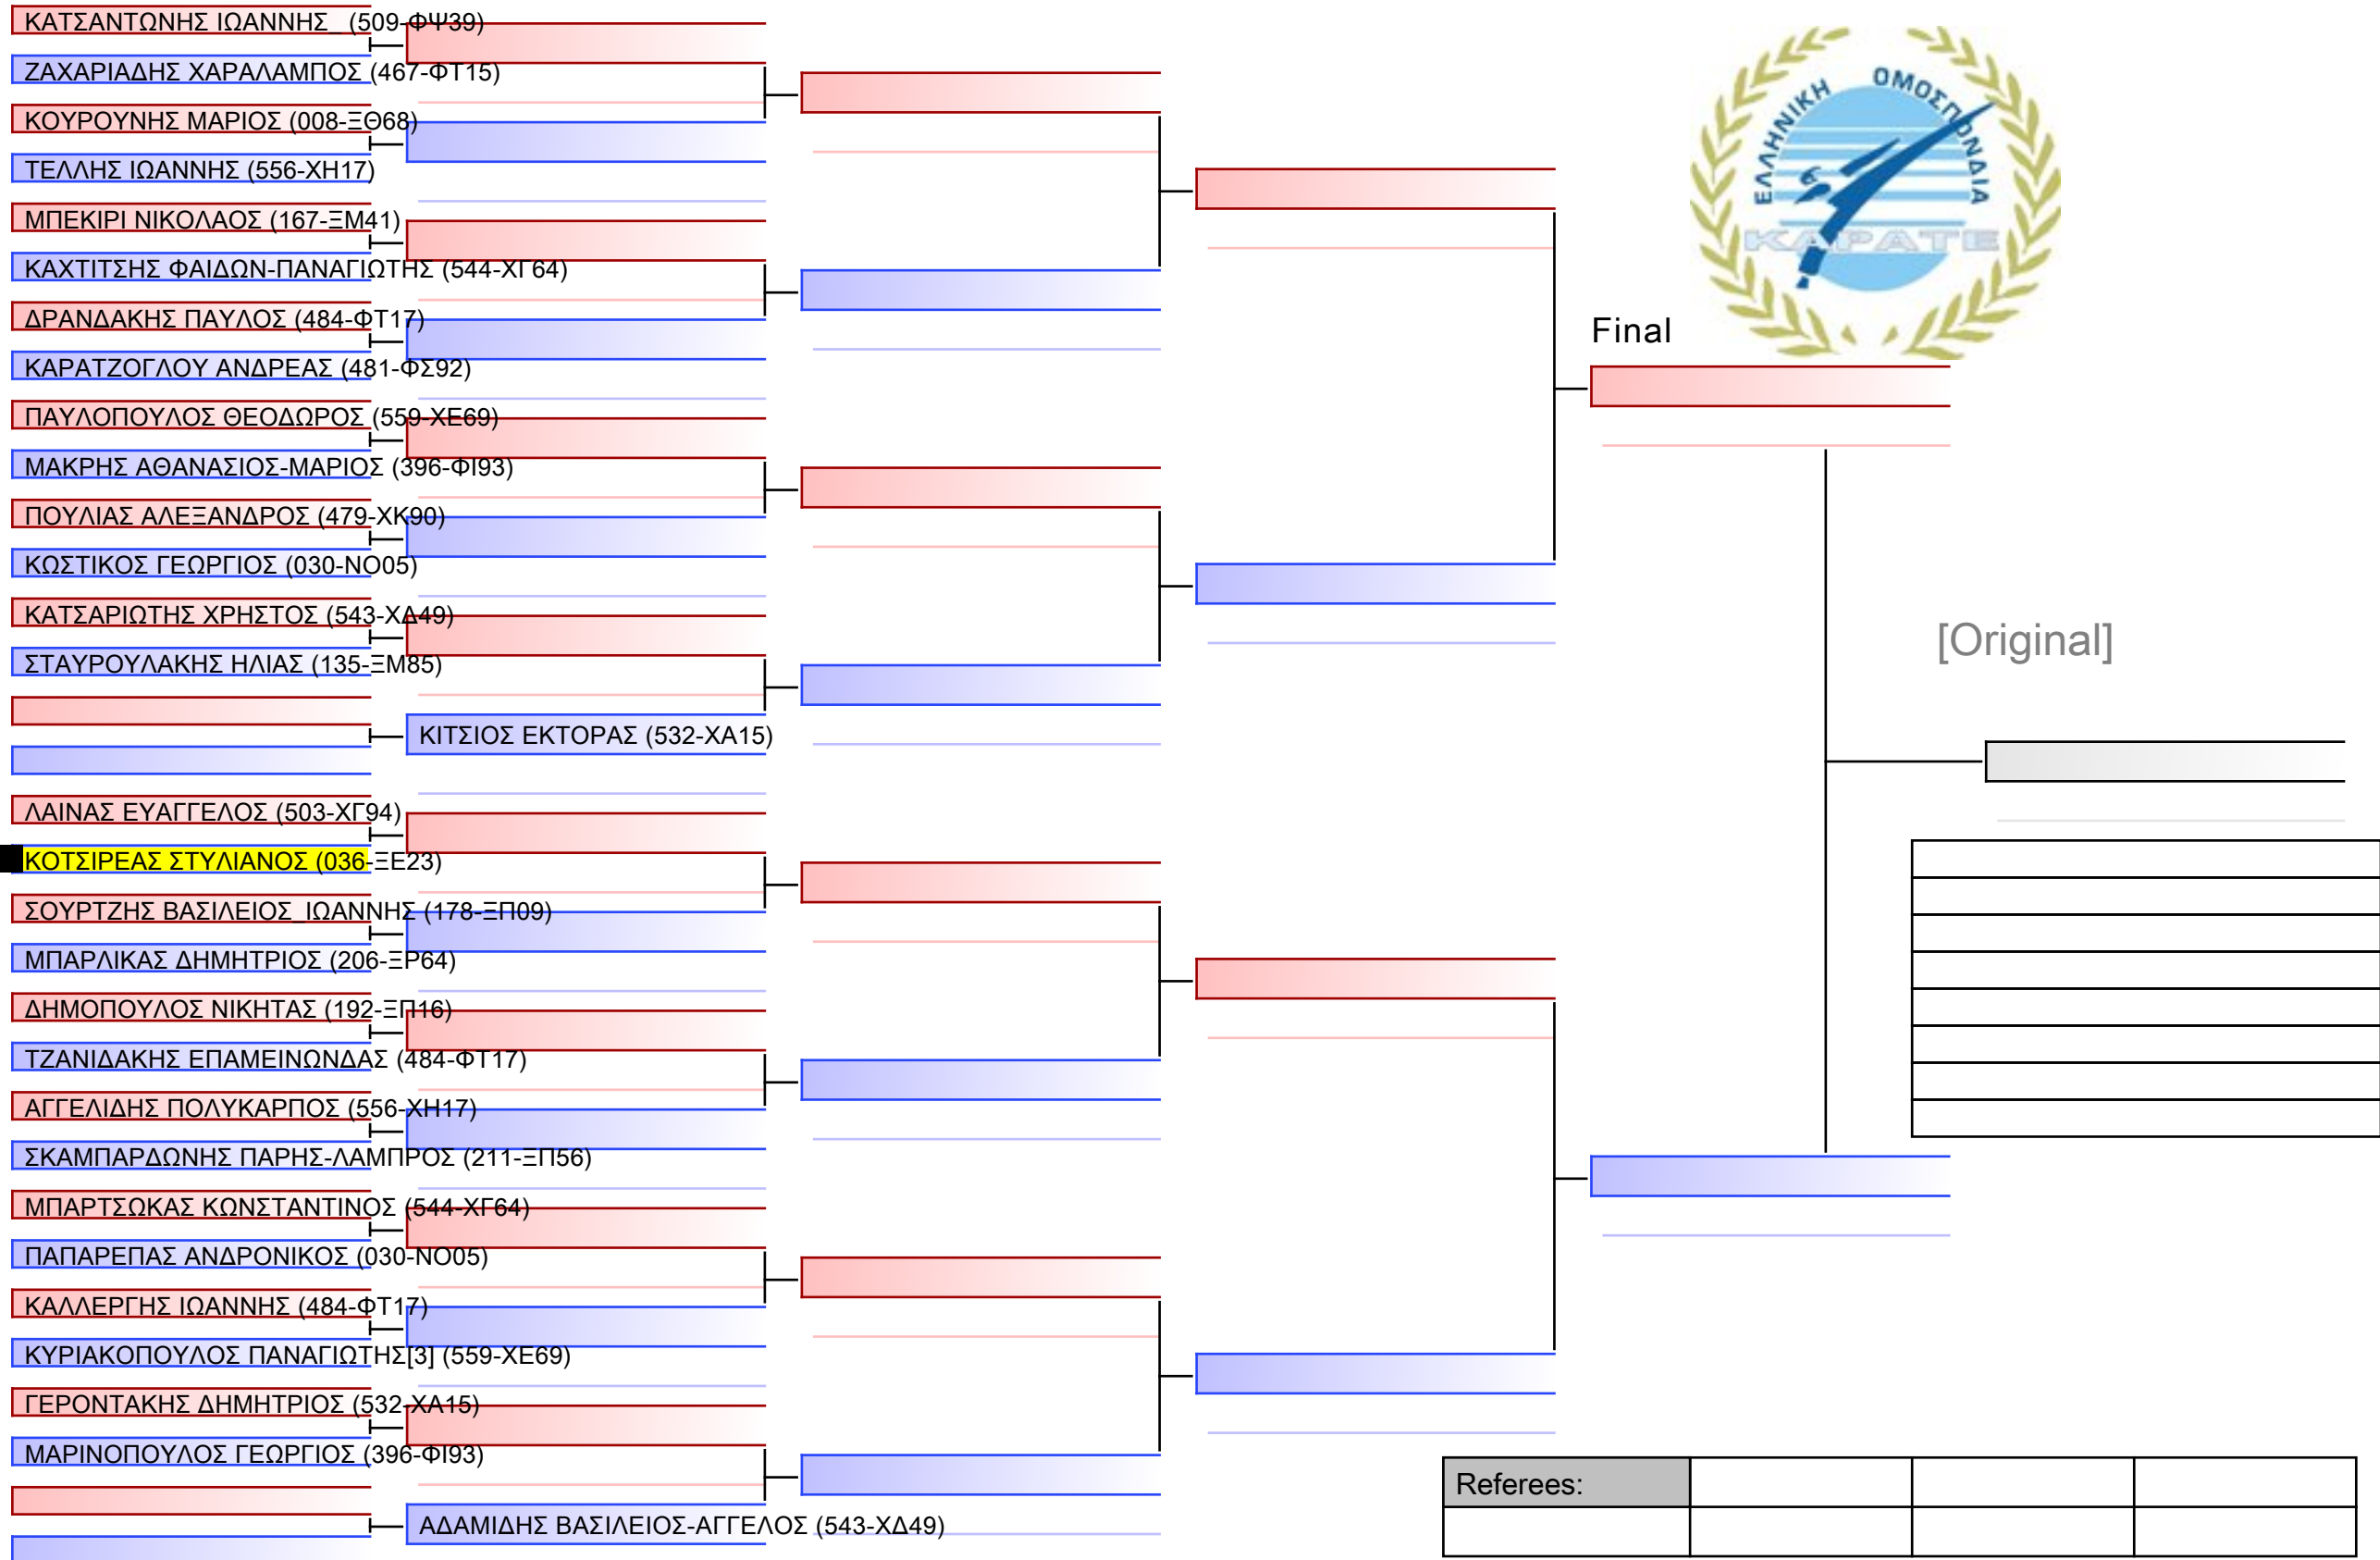 ΚΑΤΣΑΝΤΩΝΗΣ ΙΩΑΝΝΗΣ_ (509-ΦΨ39)
ΖΑΧΑΡΙΑΔΗΣ ΧΑΡΑΛΑΜΠΟΣ (467-ΦΤ15)
ΚΟΥΡΟΥΝΗΣ ΜΑΡΙΟΣ (008-ΞΘ68)
ΤΕΛΛΗΣ ΙΩΑΝΝΗΣ (556-ΧΗ17)
ΜΠΕΚΙΡΙ ΝΙΚΟΛΑΟΣ (167-ΞΜ41)
ΚΑΧΤΙΤΣΗΣ ΦΑΙΔΩΝ-ΠΑΝΑΓΙΩΤΗΣ (544-ΧΓ64)
ΔΡΑΝΔΑΚΗΣ ΠΑΥΛΟΣ (484-ΦΤ17)
ΚΑΡΑΤΖΟΓΛΟΥ ΑΝΔΡΕΑΣ (481-ΦΣ92)
ΠΑΥΛΟΠΟΥΛΟΣ ΘΕΟΔΩΡΟΣ (559-ΧΕ69)
ΜΑΚΡΗΣ ΑΘΑΝΑΣΙΟΣ-ΜΑΡΙΟΣ (396-ΦΙ93)
ΠΟΥΛΙΑΣ ΑΛΕΞΑΝΔΡΟΣ (479-ΧΚ90)
ΚΩΣΤΙΚΟΣ ΓΕΩΡΓΙΟΣ (030-ΝΟ05)
ΚΑΤΣΑΡΙΩΤΗΣ ΧΡΗΣΤΟΣ (543-ΧΔ49)
ΣΤΑΥΡΟΥΛΑΚΗΣ ΗΛΙΑΣ (135-ΞΜ85)
ΚΙΤΣΙΟΣ ΕΚΤΟΡΑΣ (532-ΧΑ15)
ΛΑΙΝΑΣ ΕΥΑΓΓΕΛΟΣ (503-ΧΓ94)
ΚΟΤΣΙΡΕΑΣ ΣΤΥΛΙΑΝΟΣ (036-ΞΕ23)
ΣΟΥΡΤΖΗΣ ΒΑΣΙΛΕΙΟΣ_ΙΩΑΝΝΗΣ (178-ΞΠ09)
ΜΠΑΡΛΙΚΑΣ ΔΗΜΗΤΡΙΟΣ (206-ΞΡ64)
ΔΗΜΟΠΟΥΛΟΣ ΝΙΚΗΤΑΣ (192-ΞΠ16)
ΤΖΑΝΙΔΑΚΗΣ ΕΠΑΜΕΙΝΩΝΔΑΣ (484-ΦΤ17)
ΑΓΓΕΛΙΔΗΣ ΠΟΛΥΚΑΡΠΟΣ (556-ΧΗ17)
ΣΚΑΜΠΑΡΔΩΝΗΣ ΠΑΡΗΣ-ΛΑΜΠΡΟΣ (211-ΞΠ56)
ΜΠΑΡΤΣΩΚΑΣ ΚΩΝΣΤΑΝΤΙΝΟΣ (544-ΧΓ64)
ΠΑΠΑΡΕΠΑΣ ΑΝΔΡΟΝΙΚΟΣ (030-ΝΟ05)
ΚΑΛΛΕΡΓΗΣ ΙΩΑΝΝΗΣ (484-ΦΤ17)
ΚΥΡΙΑΚΟΠΟΥΛΟΣ ΠΑΝΑΓΙΩΤΗΣ[3] (559-ΧΕ69)
ΓΕΡΟΝΤΑΚΗΣ ΔΗΜΗΤΡΙΟΣ (532-ΧΑ15)
ΜΑΡΙΝΟΠΟΥΛΟΣ ΓΕΩΡΓΙΟΣ (396-ΦΙ93)
ΑΔΑΜΙΔΗΣ ΒΑΣΙΛΕΙΟΣ-ΑΓΓΕΛΟΣ (543-ΧΔ49)
ΕΛΛΗΝΙΚΗ ΟΜΟΣΠΟΝΔΙΑ
ΚΑΡΑΤΕ
Final
[Original]
Referees: